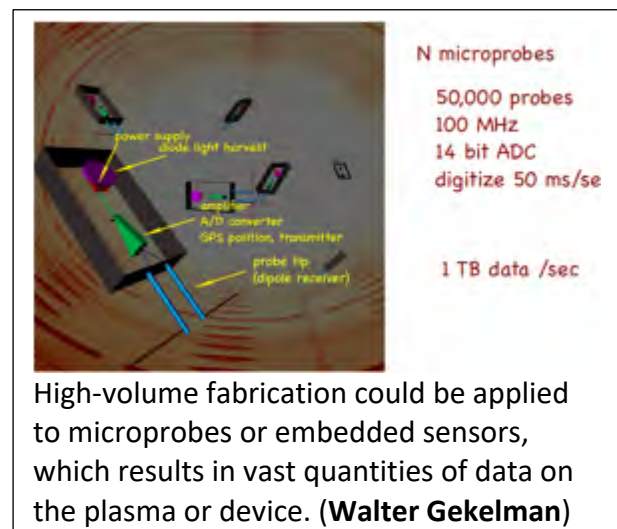 N microprobes
50,000 probes
100 MHz
14 bit ADC
digitize 50 ms/se
1 TB data /sec
power supply
diode light harvest
amplifier
A/D converter
GPS position, transmitter
probe tip
(dipole receiver)
High-volume fabrication could be applied
to microprobes or embedded sensors,
which results in vast quantities of data on
the plasma or device. (Walter Gekelman)